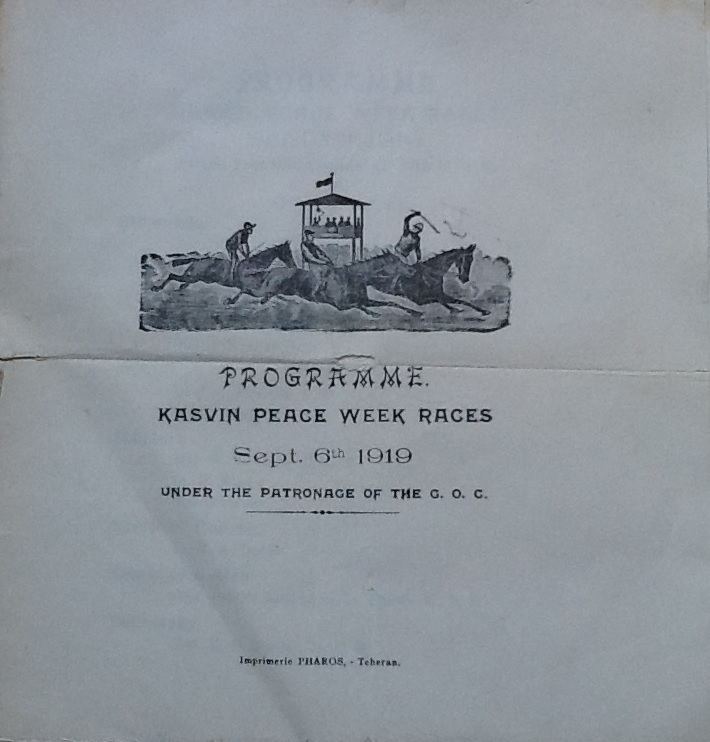 PROGRAMME.
KASVIN PEACE WEEK RACES
Sept. 6th 1919
UNDER THE PATRONAGE OF THE G. O. C.
Imprimerie PHAROS, - Teheran.